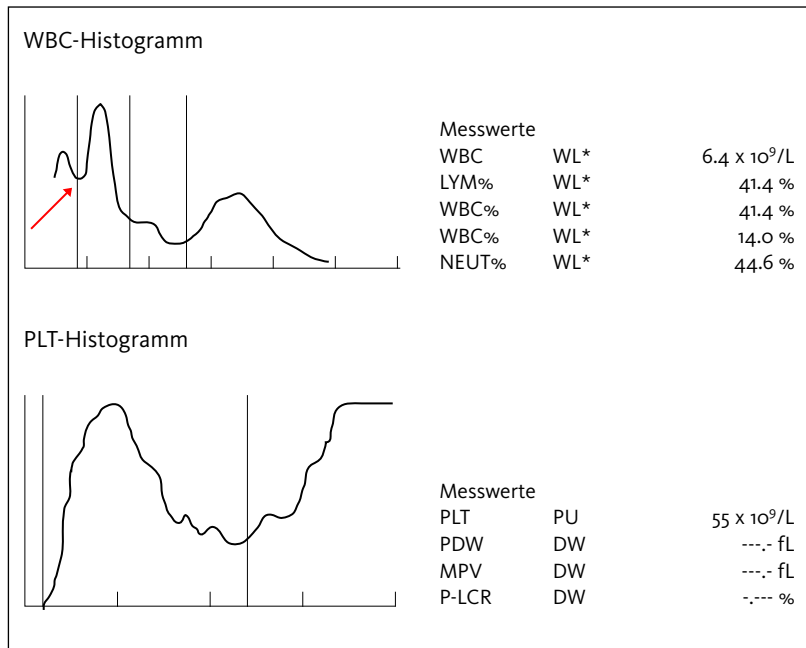 WBC-Histogramm
Messwerte
WBC WL* 6.4 x 10⁹/L
LYM% WL* 41.4 %
WBC% WL* 41.4 %
WBC% WL* 14.0 %
NEUT% WL* 44.6 %
PLT-Histogramm
Messwerte
PLT PU 55 x 10⁹/L
PDW DW ---.- fL
MPV DW ---.- fL
P-LCR DW -.--- %